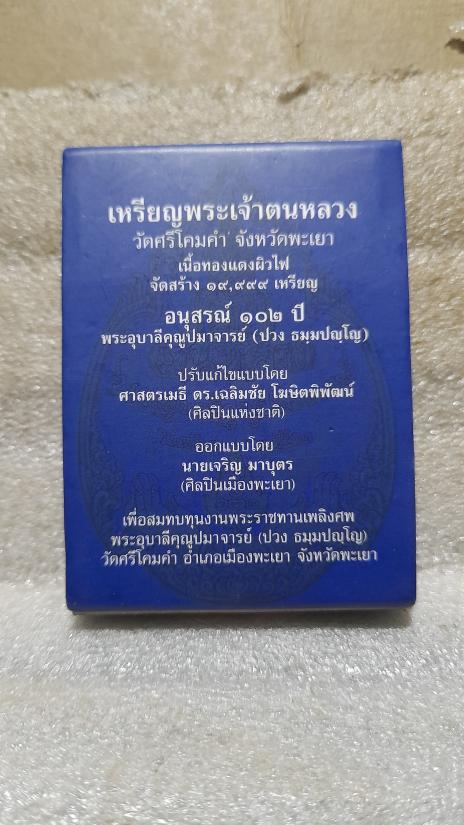 เหรียญพระเจ้าตนหลวง
วัดศรีโคมคำ จังหวัดพะเยา
เนื้อทองแดงผิวไฟ
จัดสร้าง ๑๙,๙๙๙ เหรียญ
อนุสรณ์ ๑๐๒ ปี
พระอุบาลีคุณูปมาจารย์ (ปวง ธมฺมปญฺโญ)
ปรับแก้ไขแบบโดย
ศาสตรเมธี ดร.เฉลิมชัย โฆษิตพิพัฒน์
(ศิลปินแห่งชาติ)
ออกแบบโดย
นายเจริญ มาบุตร
(ศิลปินเมืองพะเยา)
เพื่อสมทบทุนงานพระราชทานเพลิงศพ
พระอุบาลีคุณูปมาจารย์ (ปวง ธมฺมปญฺโญ)
วัดศรีโคมคำ อำเภอเมืองพะเยา จังหวัดพะเยา